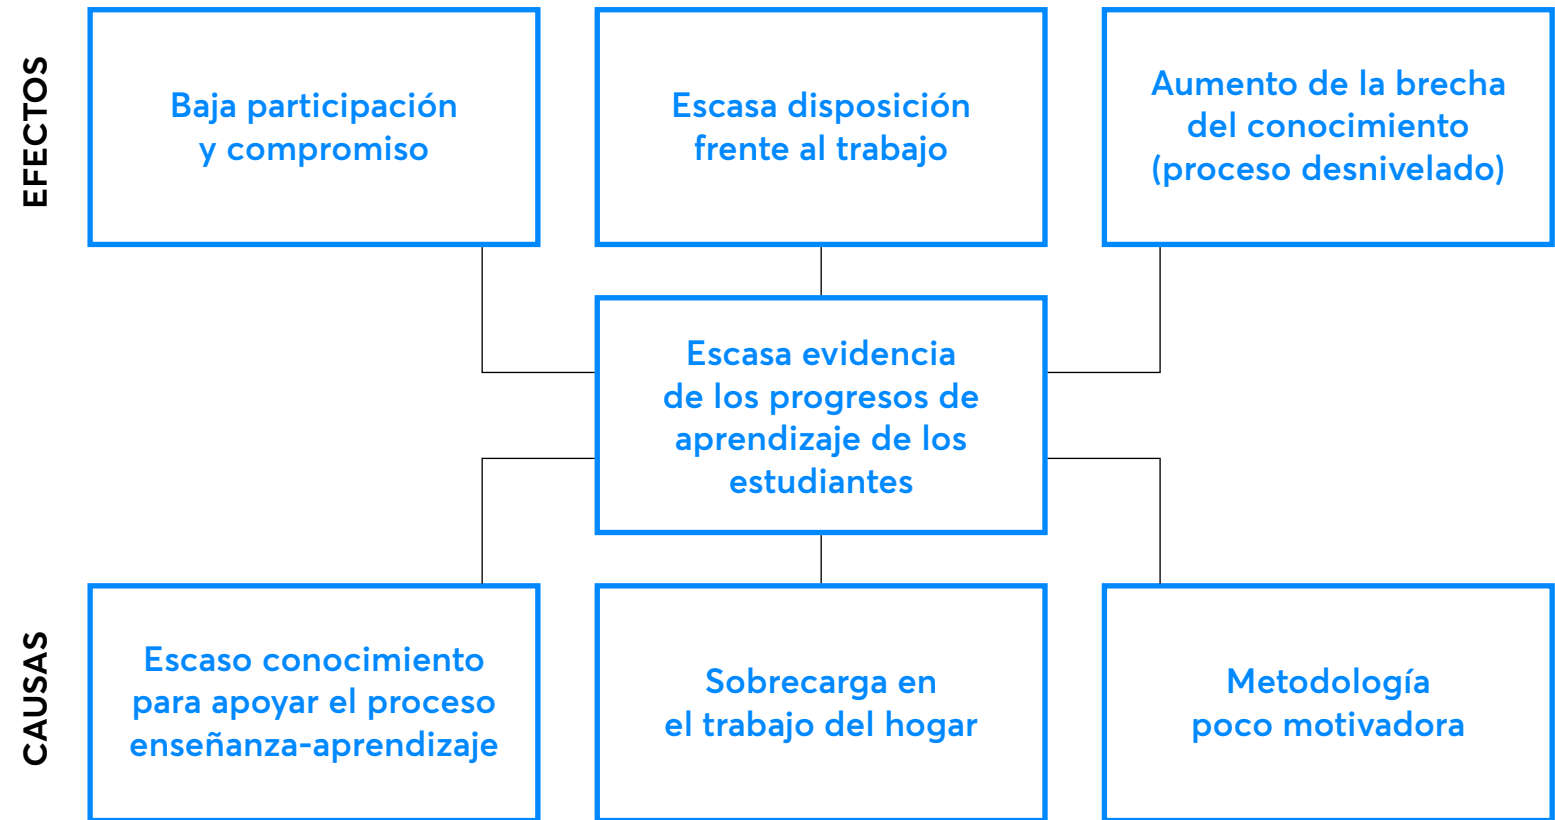 EFECTOS
Baja participación
y compromiso
Escasa disposición
frente al trabajo
Aumento de la brecha
del conocimiento
(proceso desnivelado)
Escasa evidencia
de los progresos de
aprendizaje de los
estudiantes
CAUSAS
Escaso conocimiento
para apoyar el proceso
enseñanza-aprendizaje
Sobrecarga en
el trabajo del hogar
Metodología
poco motivadora